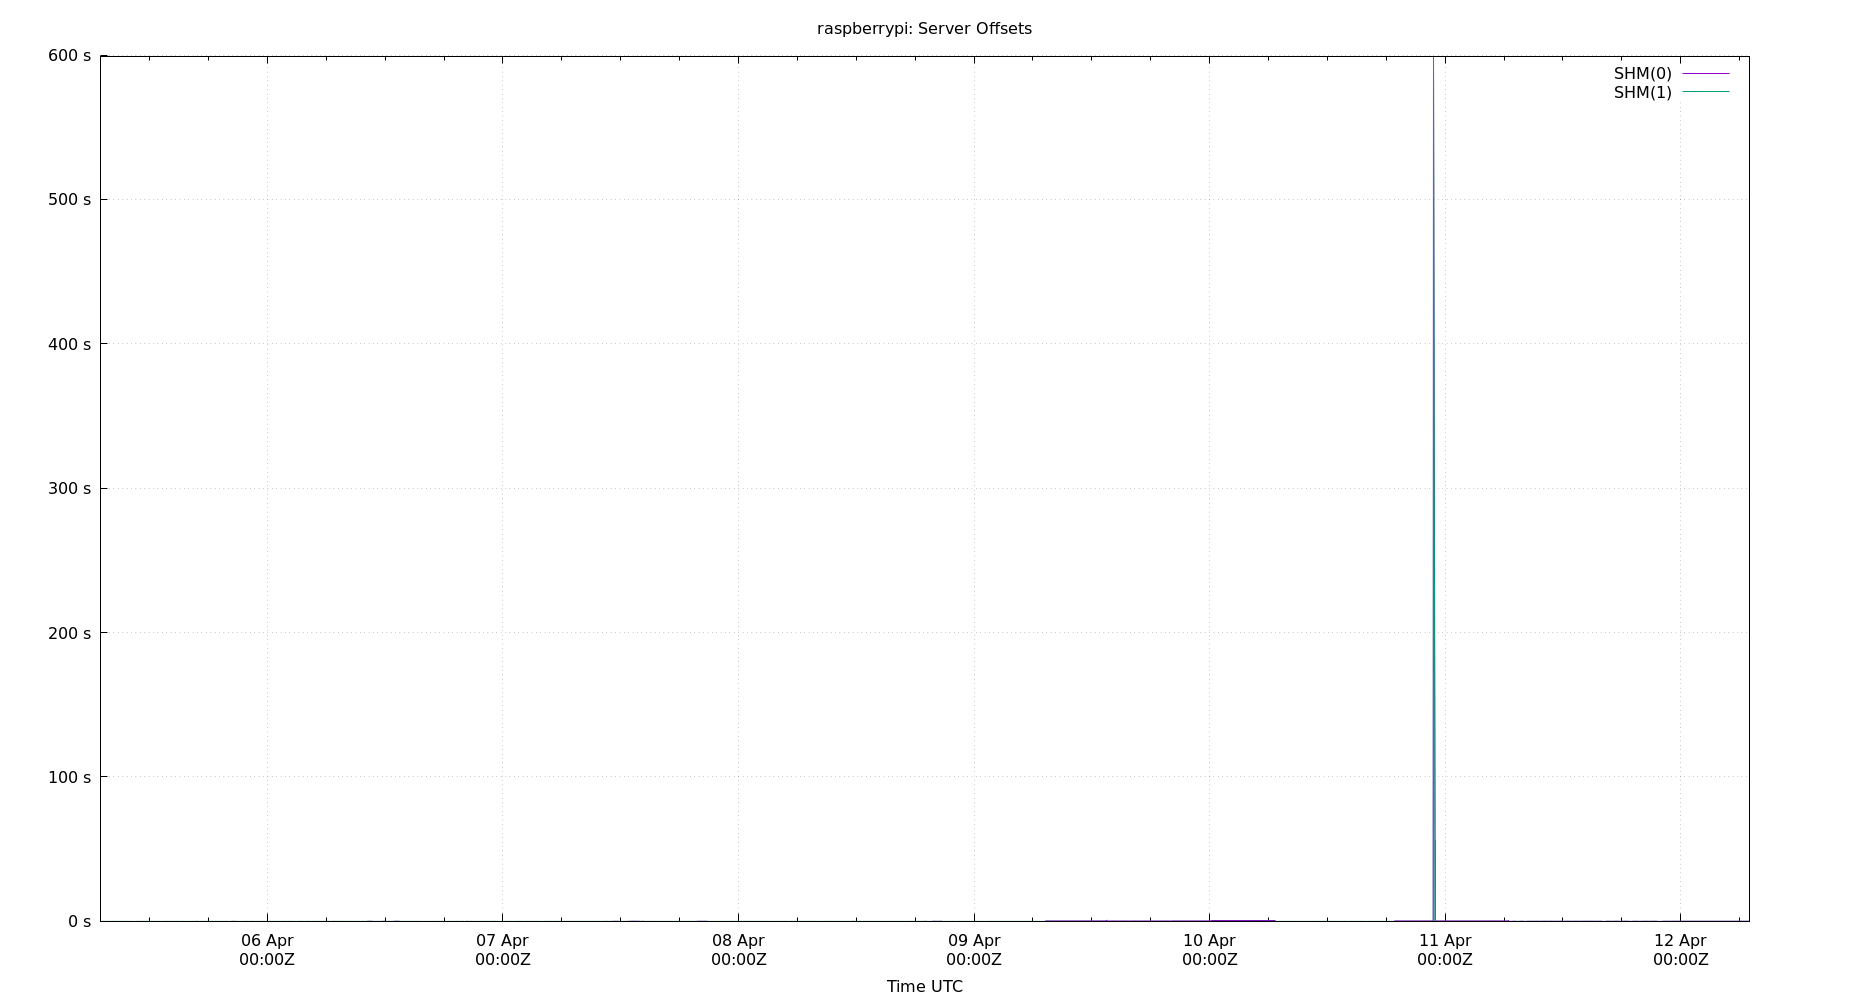 raspberrypi: Server Offsets
600 s
SHM(0)
SHM(1)
500 s
400 s
300 s
200 s
100 s
0 s
06 Apr 07 Apr 08 Apr 09 Apr 10 Apr 11 Apr 12 Apr
00:00Z 00:00Z 00:00Z 00:00Z 00:00Z 00:00Z 00:00Z
Time UTC